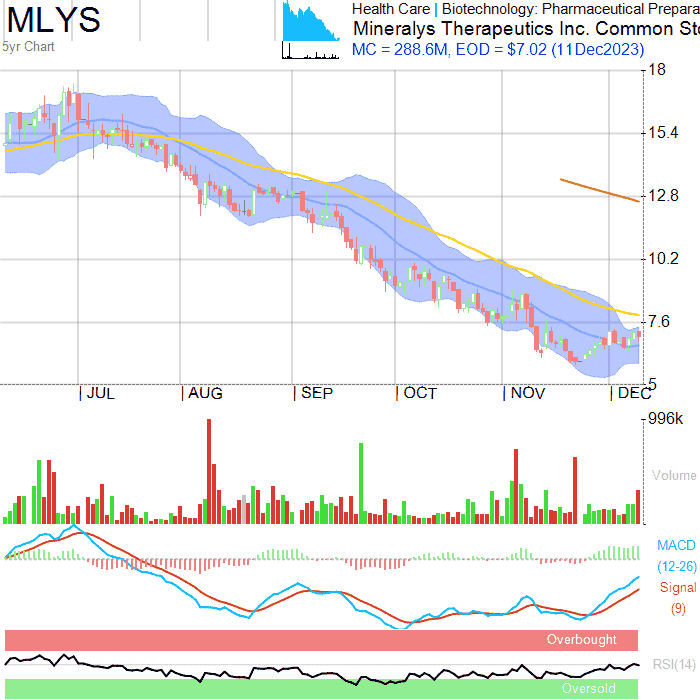 MLYS
5yr Chart
Health Care | Biotechnology: Pharmaceutical Prepara
Mineralys Therapeutics Inc. Common Sto
MC = 288.6M, EOD = $7.02 (11Dec2023)
18
15.4
12.8
10.2
7.6
5
JUL AUG SEP OCT NOV DEC
996k
Volume
MACD
(12-26)
Signal
(9)
Overbought
RSI(14)
Oversold